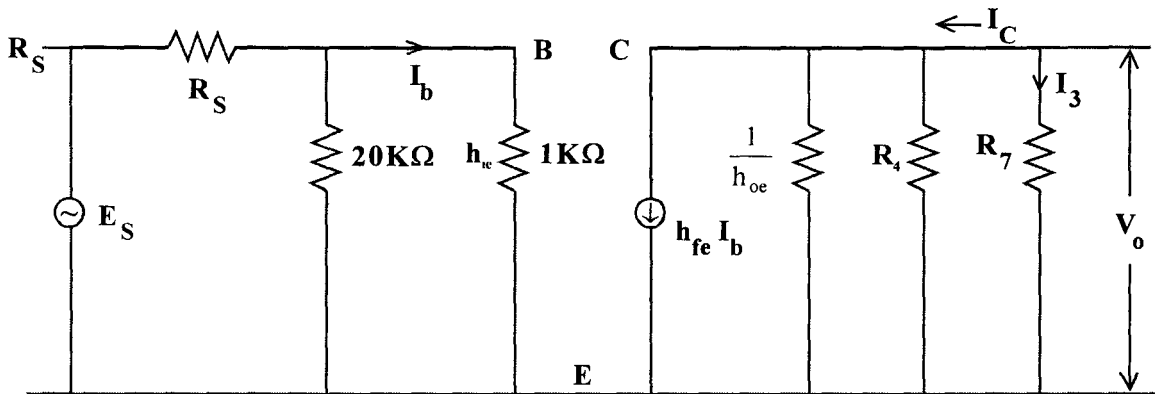 R_S
R_S
E_S
20KΩ
I_b
B
1KΩ
C
h_fe I_b
1
h_oe
R_4
I_C
I_3
R_7
V_o
E